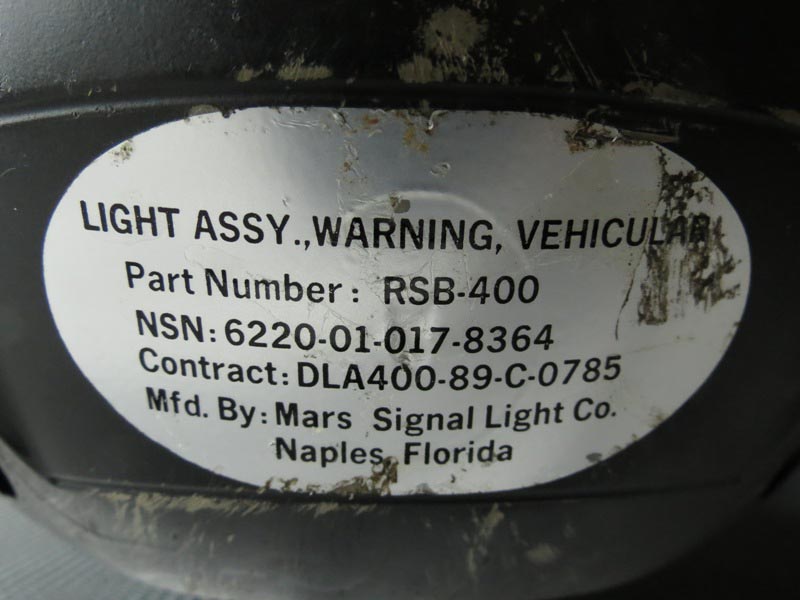 LIGHT ASSY.,WARNING, VEHICULAR
Part Number: RSB-400
NSN: 6220-01-017-8364
Contract: DLA400-89-C-0785
Mfd. By: Mars Signal Light Co.
Naples, Florida